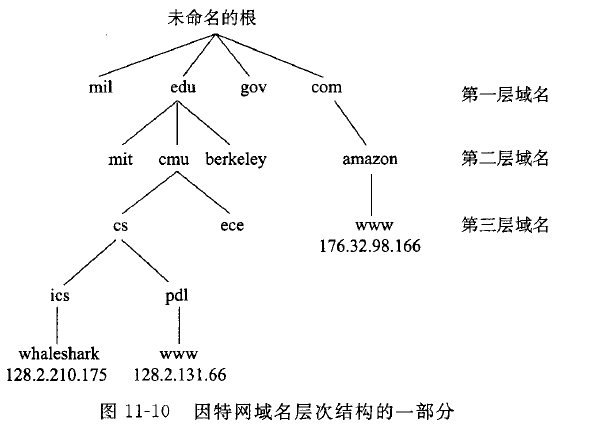 未命名的根
mil edu gov com 第一层域名
mit cmu berkeley amazon 第二层域名
cs ece www 第三层域名
176.32.98.166
ics pdl
whaleshark www
128.2.210.175 128.2.131.66
图 11-10 因特网域名层次结构的一部分